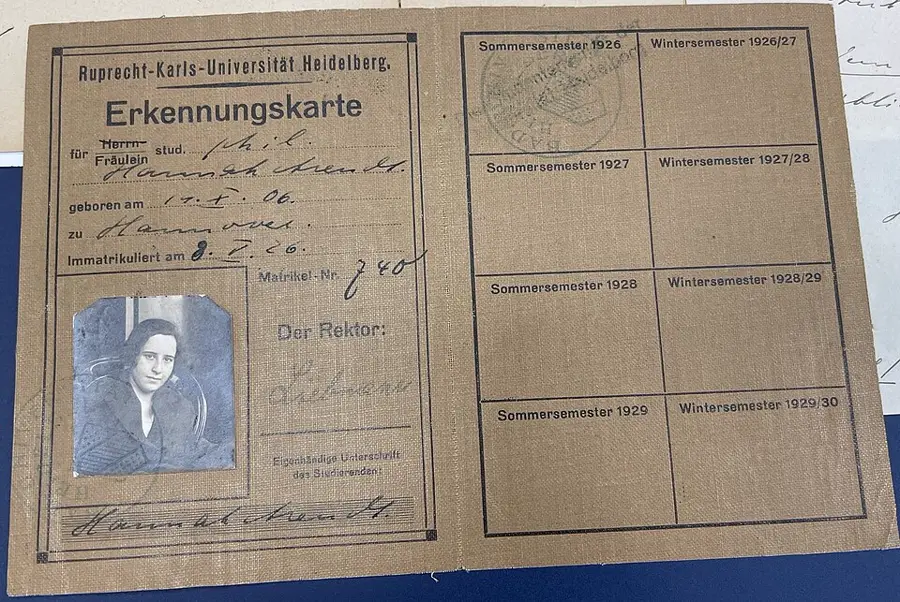 Ruprecht-Karls-Universität Heidelberg.
Erkennungskarte
für Herrn Fräulein stud. phil.
Hannah Arendt.
geboren am 14. X. 06.
zu Hannover.
Immatrikuliert am 8. V. 26.
Matrikel-Nr. 740
Der Rektor:
Liebmann
Eigenhändige Unterschrift
des Studierenden:
Hannah Arendt.
Sommersemester 1926
Wintersemester 1926/27
Sommersemester 1927
Wintersemester 1927/28
Sommersemester 1928
Wintersemester 1928/29
Sommersemester 1929
Wintersemester 1929/30